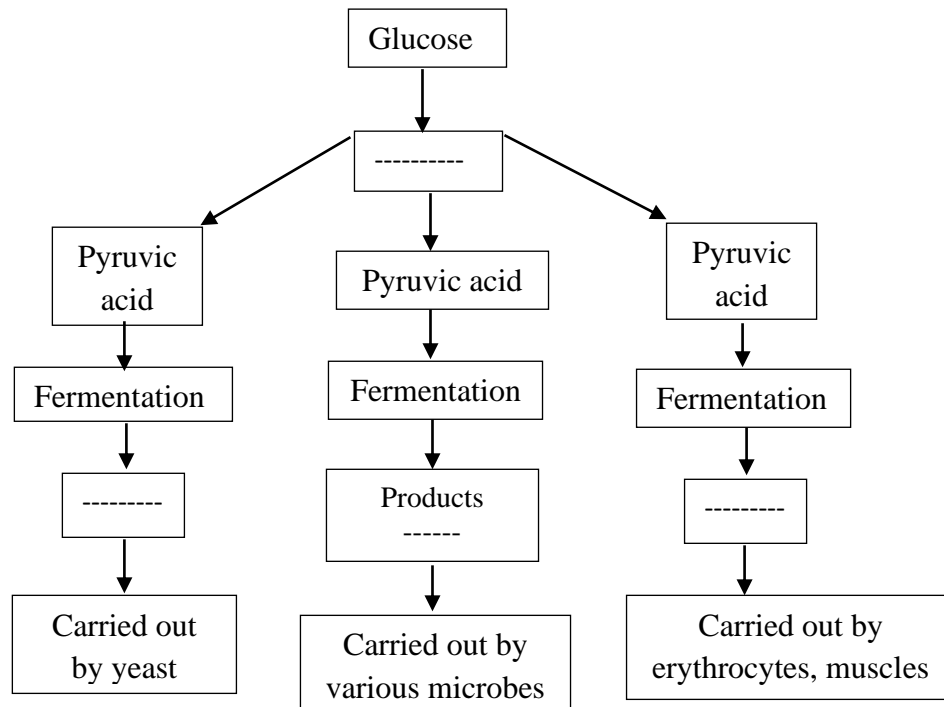 Glucose
----------
Pyruvic
acid
Pyruvic acid
Pyruvic
acid
Fermentation
Fermentation
Fermentation
---------
Products
------
---------
Carried out
by yeast
Carried out by
various microbes
Carried out by
erythrocytes, muscles